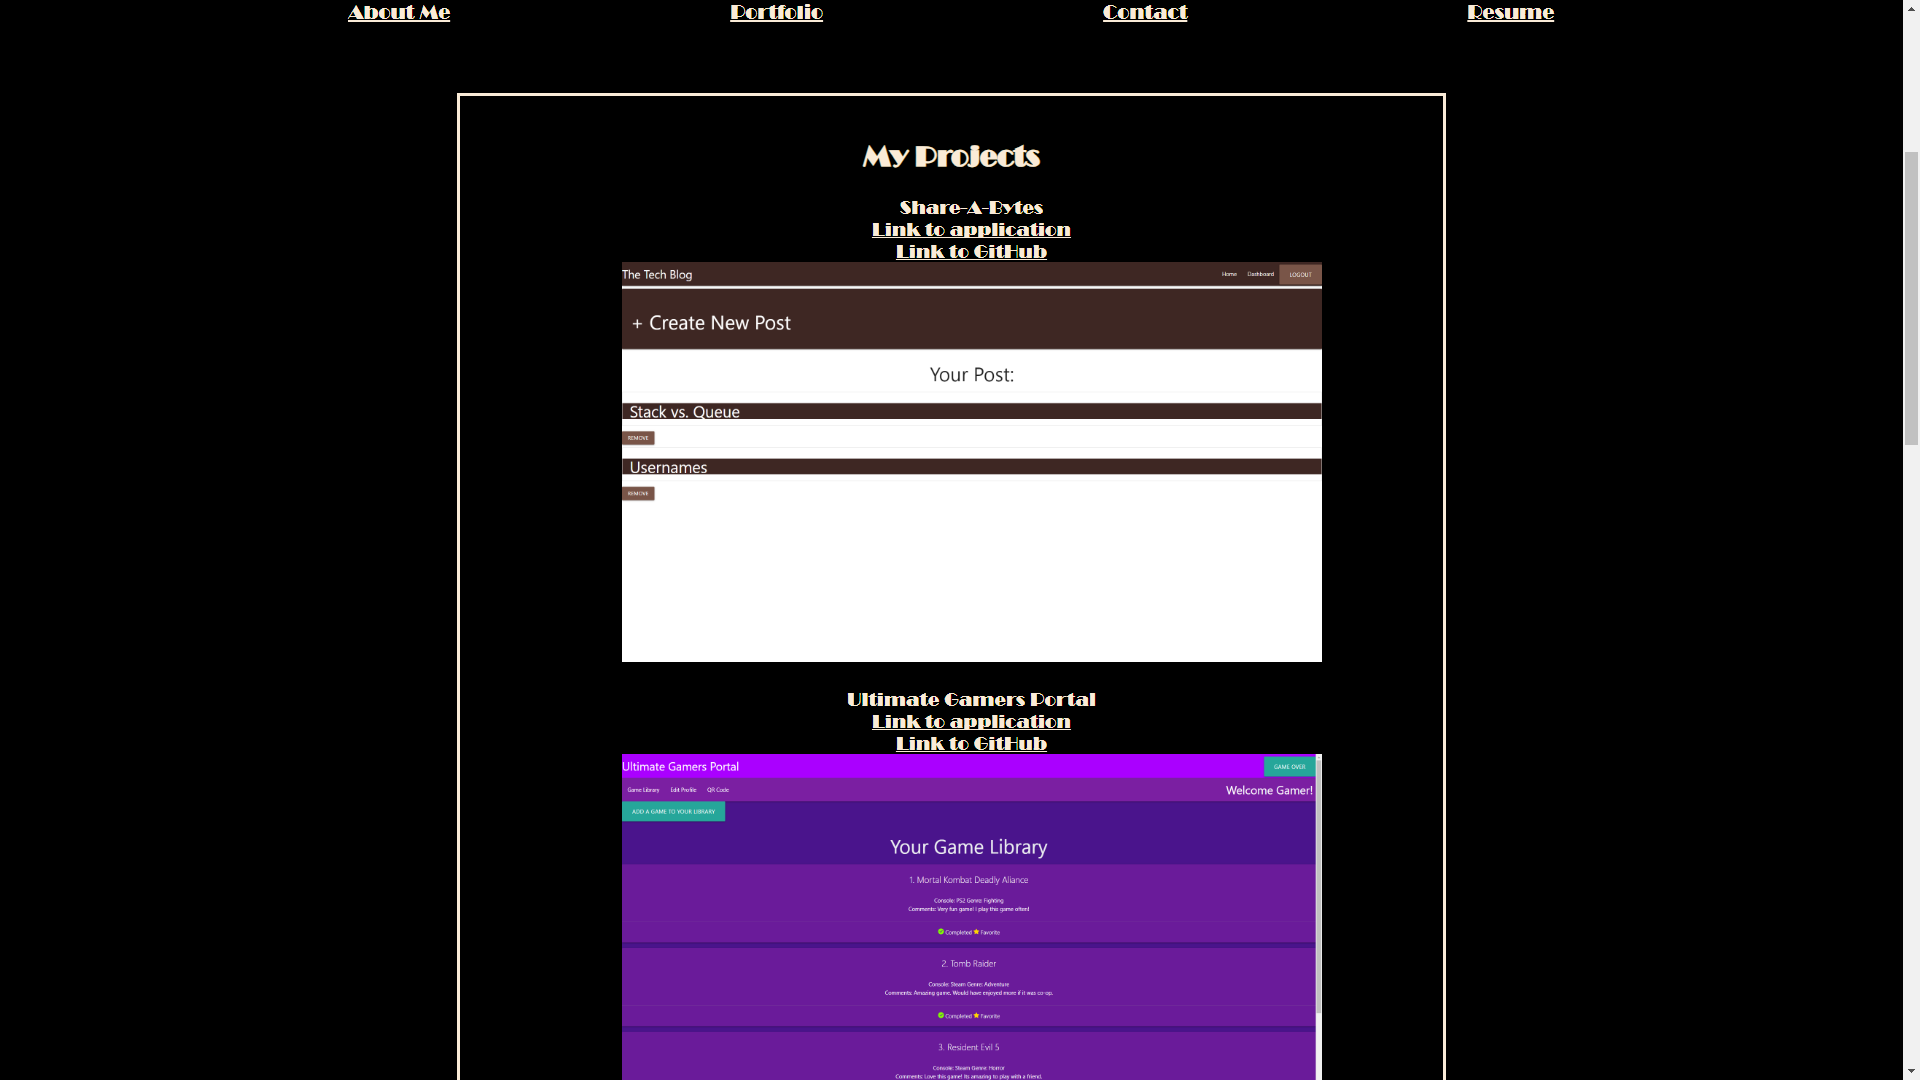 About Me Portfolio Contact Resume
My Projects
Share-A-Bytes
Link to application
Link to GitHub
The Tech Blog Home Dashboard LOGOUT
+ Create New Post
Your Post:
Stack vs. Queue
REMOVE
Usernames
REMOVE
Ultimate Gamers Portal
Link to application
Link to GitHub
Ultimate Gamers Portal GAME OVER
Game Library Edit Profile QR Code Welcome Gamer!
ADD A GAME TO YOUR LIBRARY
Your Game Library
1. Mortal Kombat Deadly Aliance
Console: PS2 Genre: Fighting
Comments: Very fun game! I play this game often!
Completed Favorite
2. Tomb Raider
Console: Steam Genre: Adventure
Comments: Amazing game. Would have enjoyed more if it was co-op.
Completed Favorite
3. Resident Evil 5
Console: Steam Genre: Horror
Comments: Love this game! Its amazing to play with a friend.